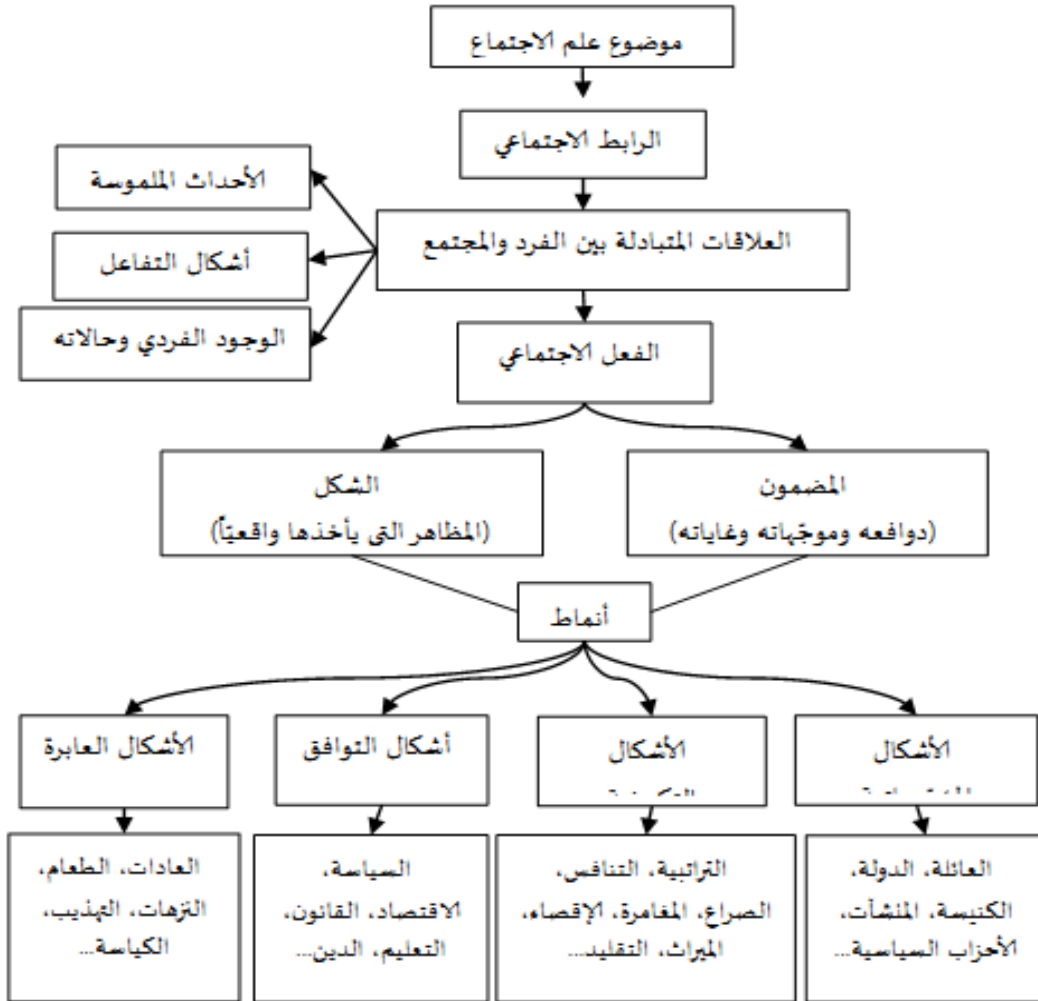 موضوع علم الاجتماع
الرابط الاجتماعي
العلاقات المتبادلة بين الفرد والمجتمع
الأحداث الملموسة
أشكال التفاعل
الوجود الفردي وحالاته
الفعل الاجتماعي
المضمون
(دوافعه وموجّهاته وغاياته)
الشكل
(المظاهر التي يأخذها واقعيّاً)
أنماط
الأشكال
الأشكال
أشكال التوافق
الأشكال العابرة
العائلة، الدولة،
الكنيسة، المنشآت،
الأحزاب السياسية...
التراتبية، التنافس،
الصراع، المغامرة، الإقصاء،
الميراث، التقليد...
السياسة،
الاقتصاد، القانون،
التعليم، الدين...
العادات، الطعام،
النزهات، التهذيب،
الكياسة...